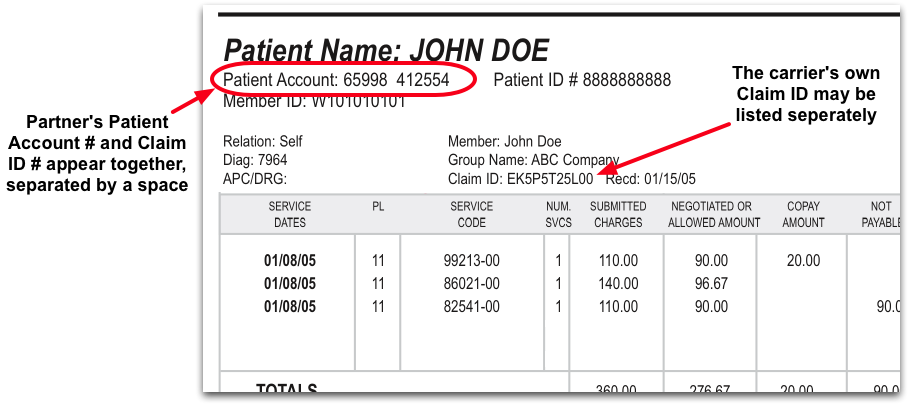 Patient Name: JOHN DOE
Patient Account: 65998 412554 Patient ID # 8888888888
Member ID: W101010101
The carrier's own
Claim ID may be
listed seperately
Partner's Patient
Account # and Claim
ID # appear together,
separated by a space
Relation: Self Member: John Doe
Diag: 7964 Group Name: ABC Company
APC/DRG: Claim ID: EK5P5T25L00 Recd: 01/15/05
SERVICE PL SERVICE NUM. SUBMITTED NEGOTIATED OR COPAY NOT
DATES CODE SVCS CHARGES ALLOWED AMOUNT AMOUNT PAYABLE
01/08/05 11 99213-00 1 110.00 90.00 20.00
01/08/05 11 86021-00 1 140.00 96.67
01/08/05 11 82541-00 1 110.00 90.00 90.0
TOTALS 360.00 276.67 20.00 90.0